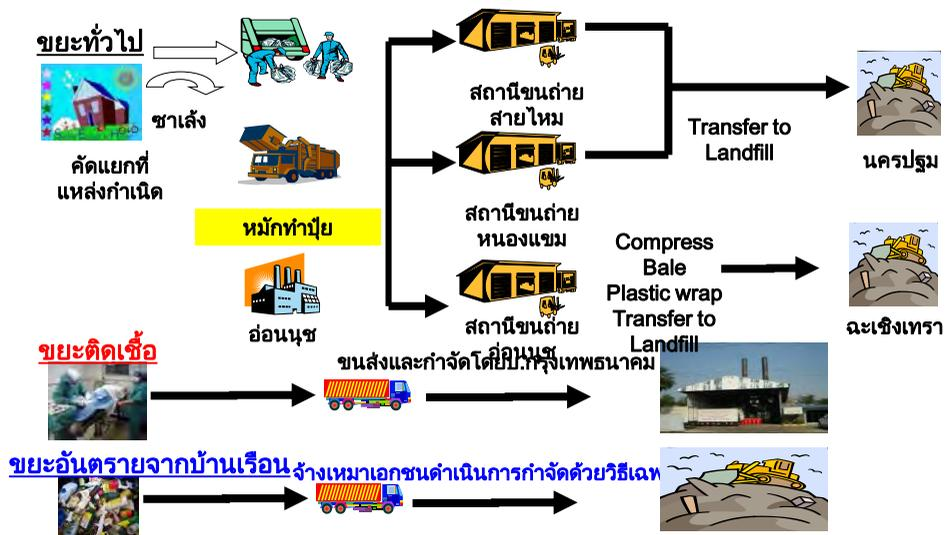 ขยะทั่วไป
ซาเล้ง
คัดแยกที่
แหล่งกำเนิด
หมักทำปุ๋ย
อ่อนนุช
สถานีขนถ่าย
สายไหม
สถานีขนถ่าย
หนองแขม
สถานีขนถ่าย
อ่อนนุช
Transfer to
Landfill
นครปฐม
Compress
Bale
Plastic wrap
Transfer to
Landfill
ฉะเชิงเทรา
ขยะติดเชื้อ
ขนส่งและกำจัดโดยบ.กรุงเทพธนาคม
ขยะอันตรายจากบ้านเรือน
จ้างเหมาเอกชนดำเนินการกำจัดด้วยวิธีเฉพ